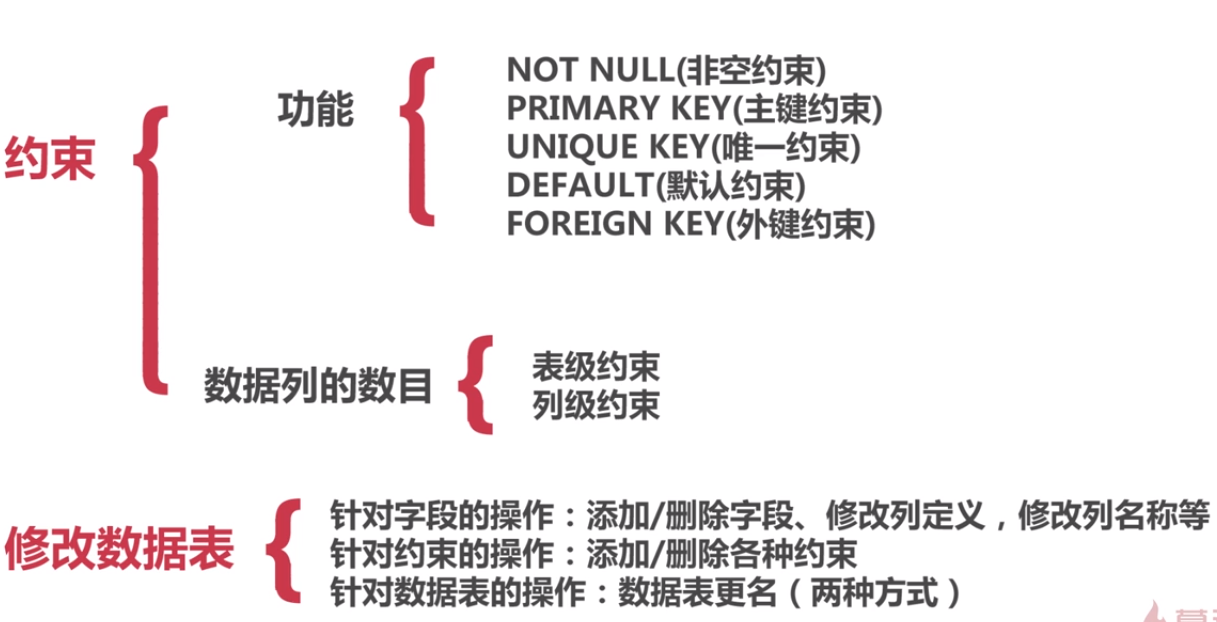 约束
功能
NOT NULL(非空约束)
PRIMARY KEY(主键约束)
UNIQUE KEY(唯一约束)
DEFAULT(默认约束)
FOREIGN KEY(外键约束)
数据列的数目
表级约束
列级约束
修改数据表
针对字段的操作：添加/删除字段、修改列定义，修改列名称等
针对约束的操作：添加/删除各种约束
针对数据表的操作：数据表更名（两种方式）